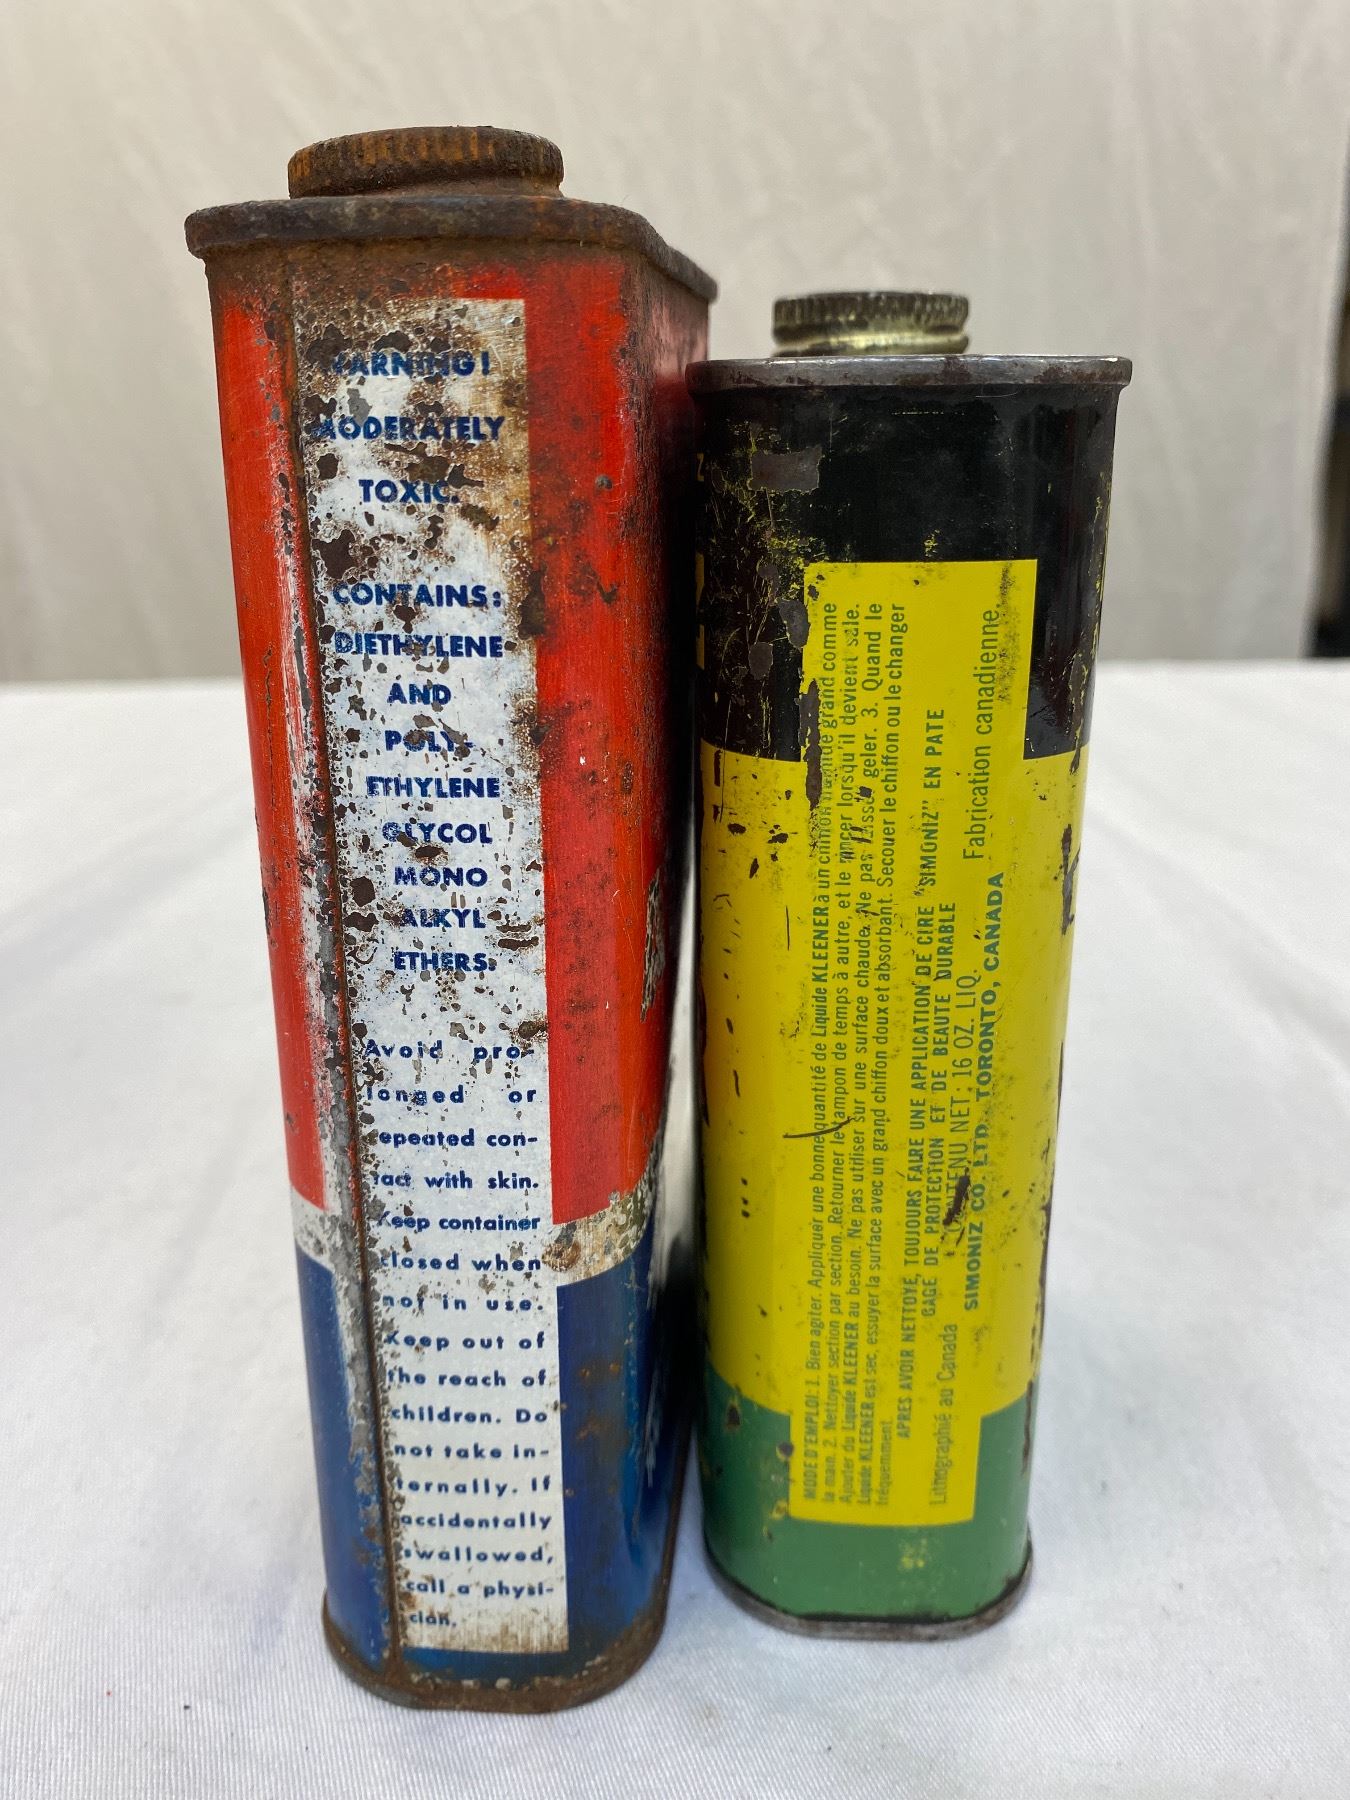 WARNING!
MODERATELY
TOXIC.
CONTAINS:
DIETHYLENE
AND
POLY-
ETHYLENE
GLYCOL
MONO
ALKYL
ETHERS.
Avoid pro-
longed or
repeated con-
tact with skin.
Keep container
closed when
not in use.
Keep out of
the reach of
children. Do
not take in-
ternally. If
accidentally
swallowed,
call a physi-
cian.
MODE D'EMPLOI: 1. Bien agiter. Appliquer une bonne quantité de Liquide KLEENER à un chiffon humide grand comme
la main. 2. Nettoyer section par section. Retourner le tampon de temps à autre, et le rincer lorsqu'il devient sale.
Ajouter du Liquide KLEENER au besoin. Ne pas utiliser sur une surface chaude. Ne pas laisser geler. 3. Quand le
Liquide KLEENER est sec, essuyer la surface avec un grand chiffon doux et absorbant. Secouer le chiffon ou le changer
fréquemment.
APRES AVOIR NETTOYE, TOUJOURS FAIRE UNE APPLICATION DE CIRE "SIMONIZ" EN PATE
GAGE DE PROTECTION ET DE BEAUTE DURABLE
Lithographié au Canada CONTENU NET: 16 OZ. LIQ.
SIMONIZ CO. LTD. TORONTO, CANADA Fabrication canadienne.